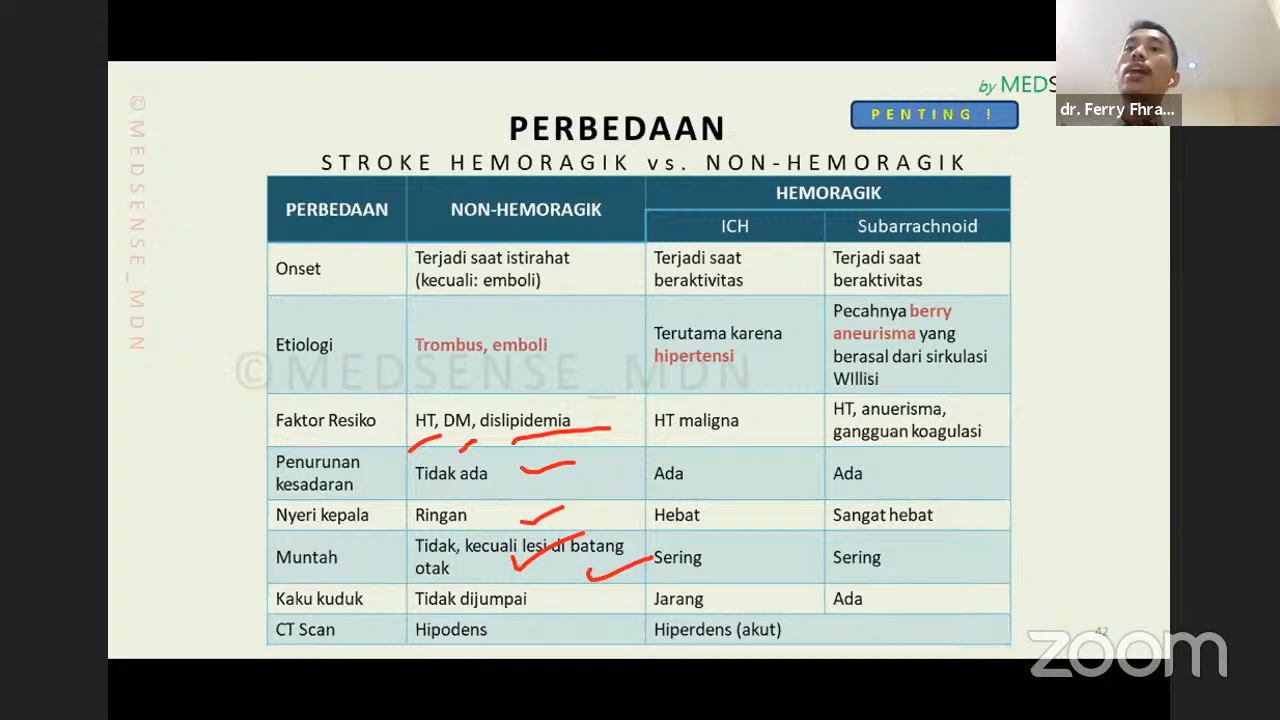 by MEDS
PENTING !
dr. Ferry Fhra...
©MEDSENSE_MDN
PERBEDAAN
STROKE HEMORAGIK vs. NON-HEMORAGIK
PERBEDAAN
NON-HEMORAGIK
HEMORAGIK
ICH
Subarrachnoid
Onset
Terjadi saat istirahat
(kecuali: emboli)
Terjadi saat
beraktivitas
Terjadi saat
beraktivitas
Etiologi
Trombus, emboli
Terutama karena
hipertensi
Pecahnya berry
aneurisma yang
berasal dari sirkulasi
WIllisi
©MEDSENSE_MDN
Faktor Resiko
HT, DM, dislipidemia
HT maligna
HT, anuerisma,
gangguan koagulasi
Penurunan
kesadaran
Tidak ada
Ada
Ada
Nyeri kepala
Ringan
Hebat
Sangat hebat
Muntah
Tidak, kecuali lesi di batang
otak
Sering
Sering
Kaku kuduk
Tidak dijumpai
Jarang
Ada
CT Scan
Hipodens
Hiperdens (akut)
42
zoom